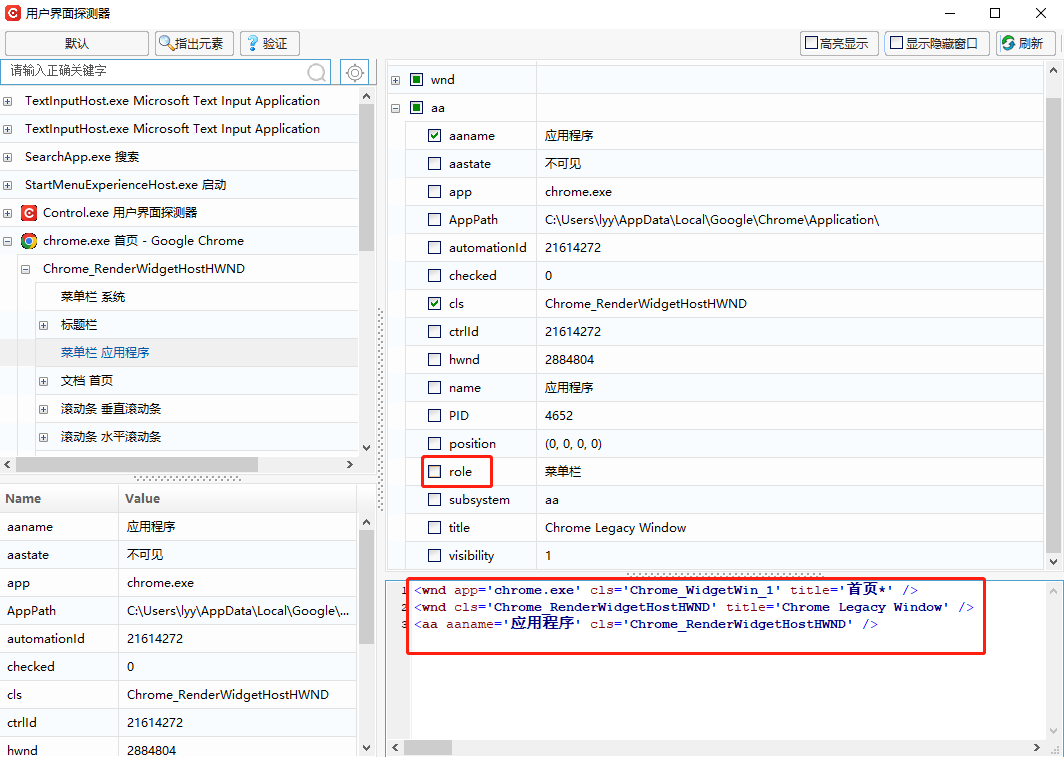 用户界面探测器
默认 指出元素 验证 高亮显示 显示隐藏窗口 刷新
请输入正确关键字
TextInputHost.exe Microsoft Text Input Application
TextInputHost.exe Microsoft Text Input Application
SearchApp.exe 搜索
StartMenuExperienceHost.exe 启动
Control.exe 用户界面探测器
chrome.exe 首页 - Google Chrome
Chrome_RenderWidgetHostHWND
菜单栏 系统
标题栏
菜单栏 应用程序
文档 首页
滚动条 垂直滚动条
滚动条 水平滚动条
Name Value
aaname 应用程序
aastate 不可见
app chrome.exe
AppPath C:\Users\lyy\AppData\Local\Google\...
automationId 21614272
checked 0
cls Chrome_RenderWidgetHostHWND
ctrlId 21614272
hwnd 2884804
wnd
aa
aaname 应用程序
aastate 不可见
app chrome.exe
AppPath C:\Users\lyy\AppData\Local\Google\Chrome\Application\
automationId 21614272
checked 0
cls Chrome_RenderWidgetHostHWND
ctrlId 21614272
hwnd 2884804
name 应用程序
PID 4652
position (0, 0, 0, 0)
role 菜单栏
subsystem aa
title Chrome Legacy Window
visibility 1
1 <wnd app='chrome.exe' cls='Chrome_WidgetWin_1' title='首页*' />
2 <wnd cls='Chrome_RenderWidgetHostHWND' title='Chrome Legacy Window' />
3 <aa aaname='应用程序' cls='Chrome_RenderWidgetHostHWND' />